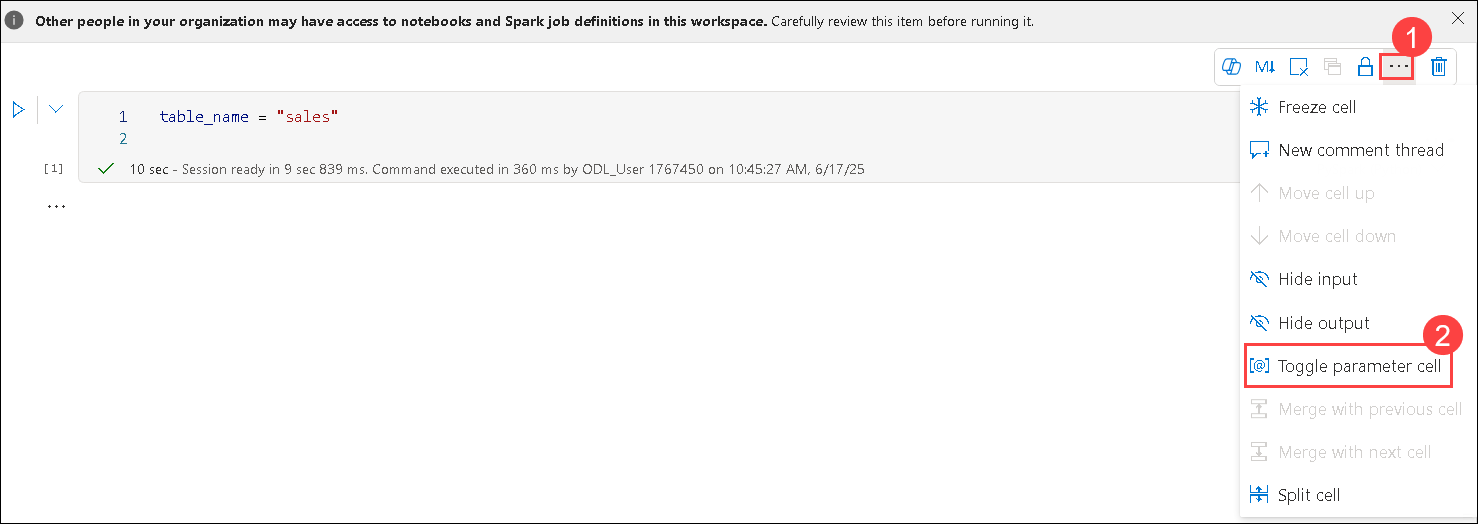 Other people in your organization may have access to notebooks and Spark job definitions in this workspace. Carefully review this item before running it.
1
M↓
...
1 table_name = "sales"
2
[1] 10 sec - Session ready in 9 sec 839 ms. Command executed in 360 ms by ODL_User 1767450 on 10:45:27 AM, 6/17/25
...
Freeze cell
New comment thread
Move cell up
Move cell down
Hide input
Hide output
2
[@] Toggle parameter cell
Merge with previous cell
Merge with next cell
Split cell